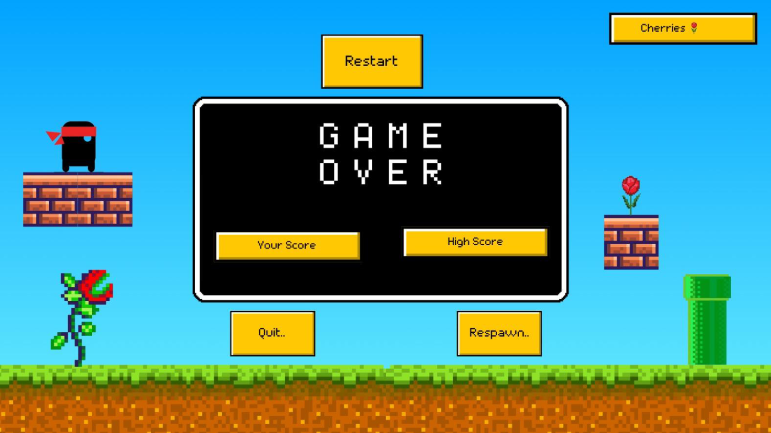 Cherries 🌹
Restart
GAME
OVER
Your Score
High Score
Quit..
Respawn..